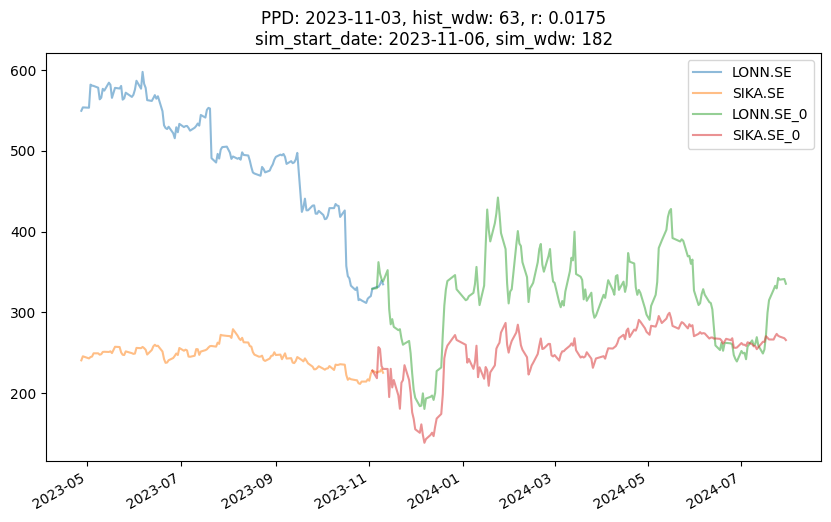 PPD: 2023-11-03, hist_wdw: 63, r: 0.0175
sim_start_date: 2023-11-06, sim_wdw: 182
LONN.SE
SIKA.SE
LONN.SE_0
SIKA.SE_0
600
500
400
300
200
2023-05
2023-07
2023-09
2023-11
2024-01
2024-03
2024-05
2024-07